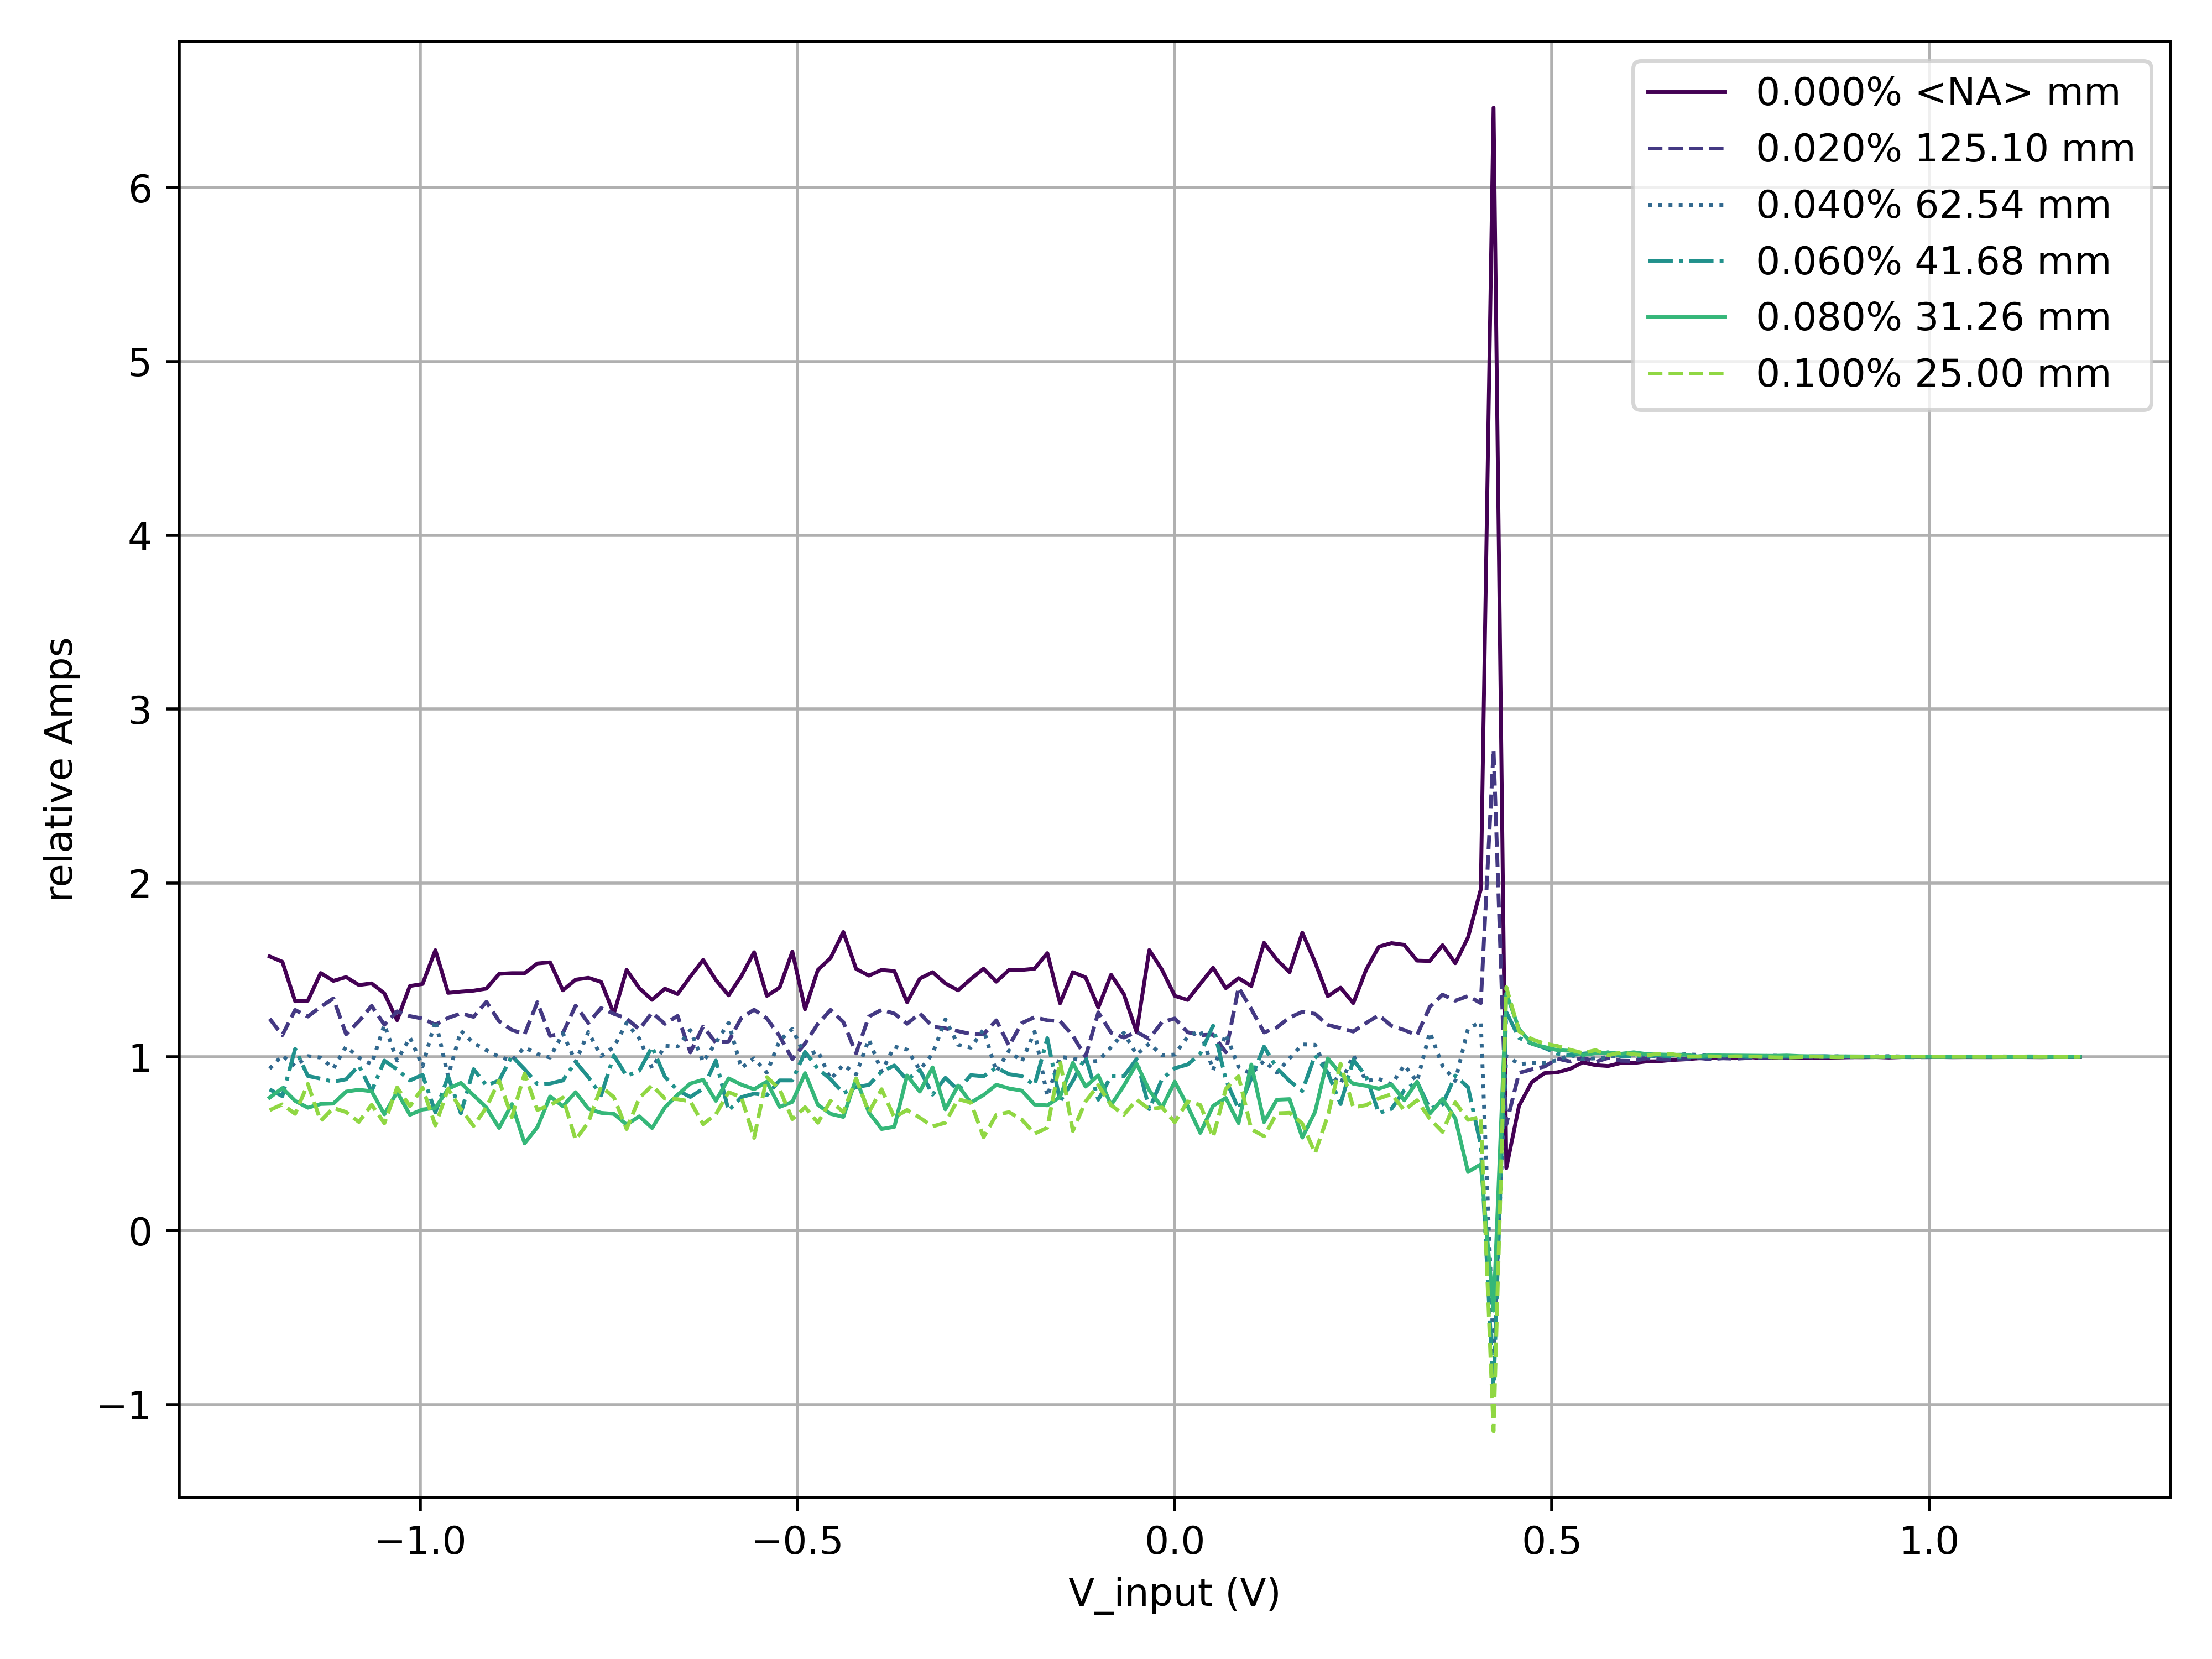 0.000% <NA> mm
0.020% 125.10 mm
0.040% 62.54 mm
0.060% 41.68 mm
0.080% 31.26 mm
0.100% 25.00 mm
6
5
4
3
2
1
0
−1
relative Amps
−1.0 −0.5 0.0 0.5 1.0
V_input (V)